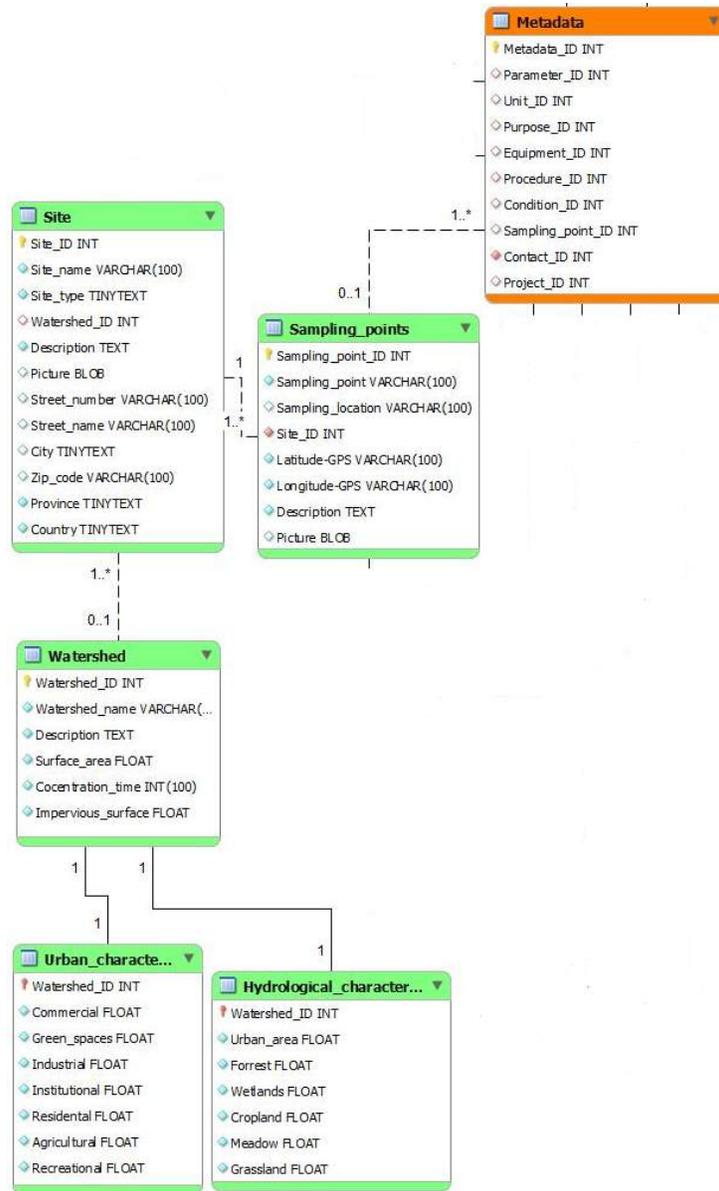 Metadata
Metadata_ID INT
Parameter_ID INT
Unit_ID INT
Purpose_ID INT
Equipment_ID INT
Procedure_ID INT
Condition_ID INT
Sampling_point_ID INT
Contact_ID INT
Project_ID INT
1..*
0..1
Site
Site_ID INT
Site_name VARCHAR(100)
Site_type TINYTEXT
Watershed_ID INT
Description TEXT
Picture BLOB
Street_number VARCHAR(100)
Street_name VARCHAR(100)
City TINYTEXT
Zip_code VARCHAR(100)
Province TINYTEXT
Country TINYTEXT
1
1..*
Sampling_points
Sampling_point_ID INT
Sampling_point VARCHAR(100)
Sampling_location VARCHAR(100)
Site_ID INT
Latitude-GPS VARCHAR(100)
Longitude-GPS VARCHAR(100)
Description TEXT
Picture BLOB
1..*
0..1
Watershed
Watershed_ID INT
Watershed_name VARCHAR(...
Description TEXT
Surface_area FLOAT
Cocentration_time INT(100)
Impervious_surface FLOAT
1
1
1
1
Urban_characte...
Watershed_ID INT
Commercial FLOAT
Green_spaces FLOAT
Industrial FLOAT
Institutional FLOAT
Residental FLOAT
Agricultural FLOAT
Recreational FLOAT
Hydrological_character...
Watershed_ID INT
Urban_area FLOAT
Forrest FLOAT
Wetlands FLOAT
Cropland FLOAT
Meadow FLOAT
Grassland FLOAT